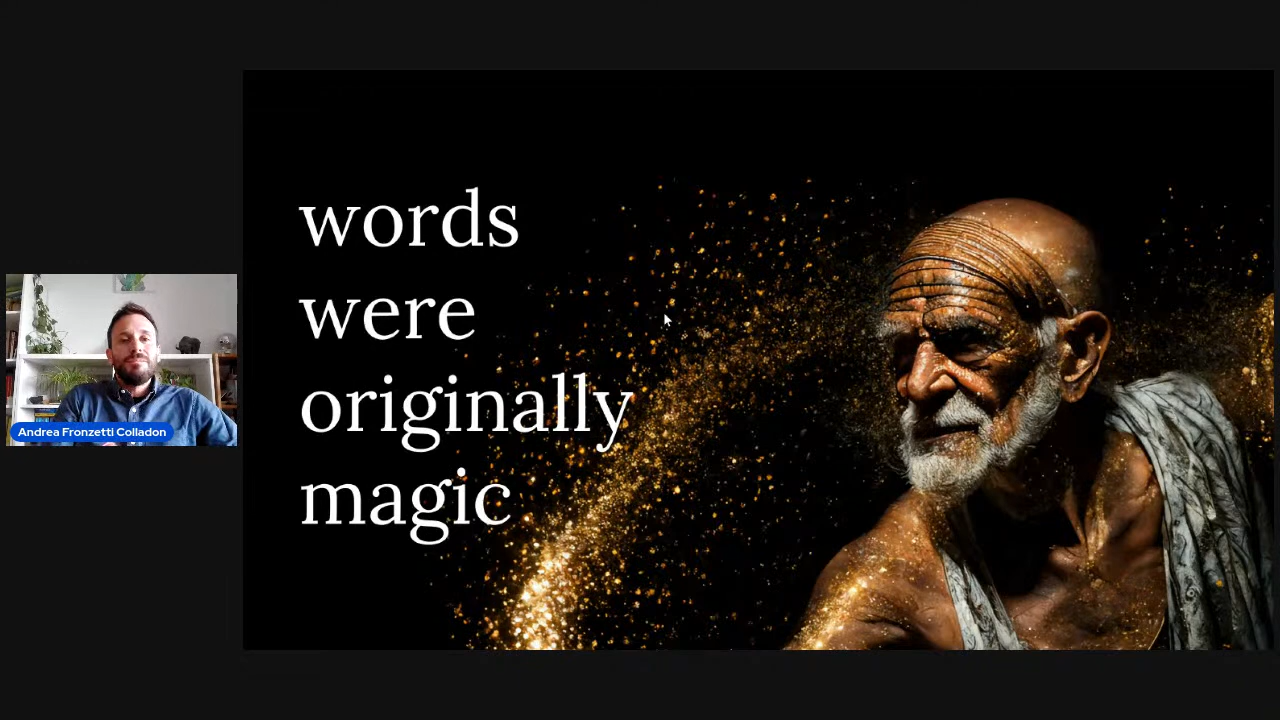 words
were
originally
magic
Andrea Fronzetti Colladon